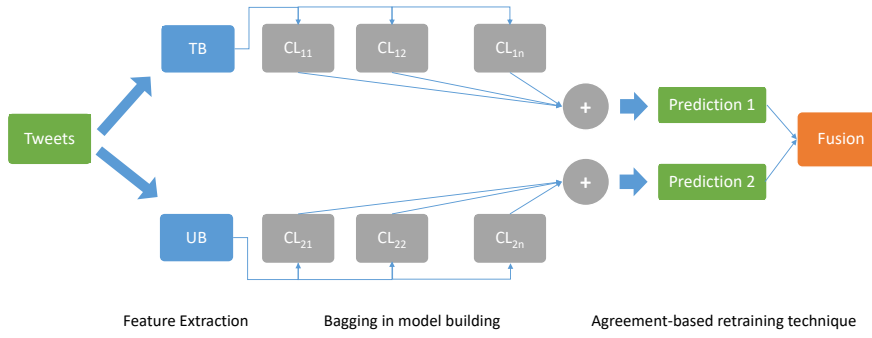 TB
CL11
CL12
CL1n
+
Prediction 1
Tweets
Fusion
+
Prediction 2
UB
CL21
CL22
CL2n
Feature Extraction
Bagging in model building
Agreement-based retraining technique